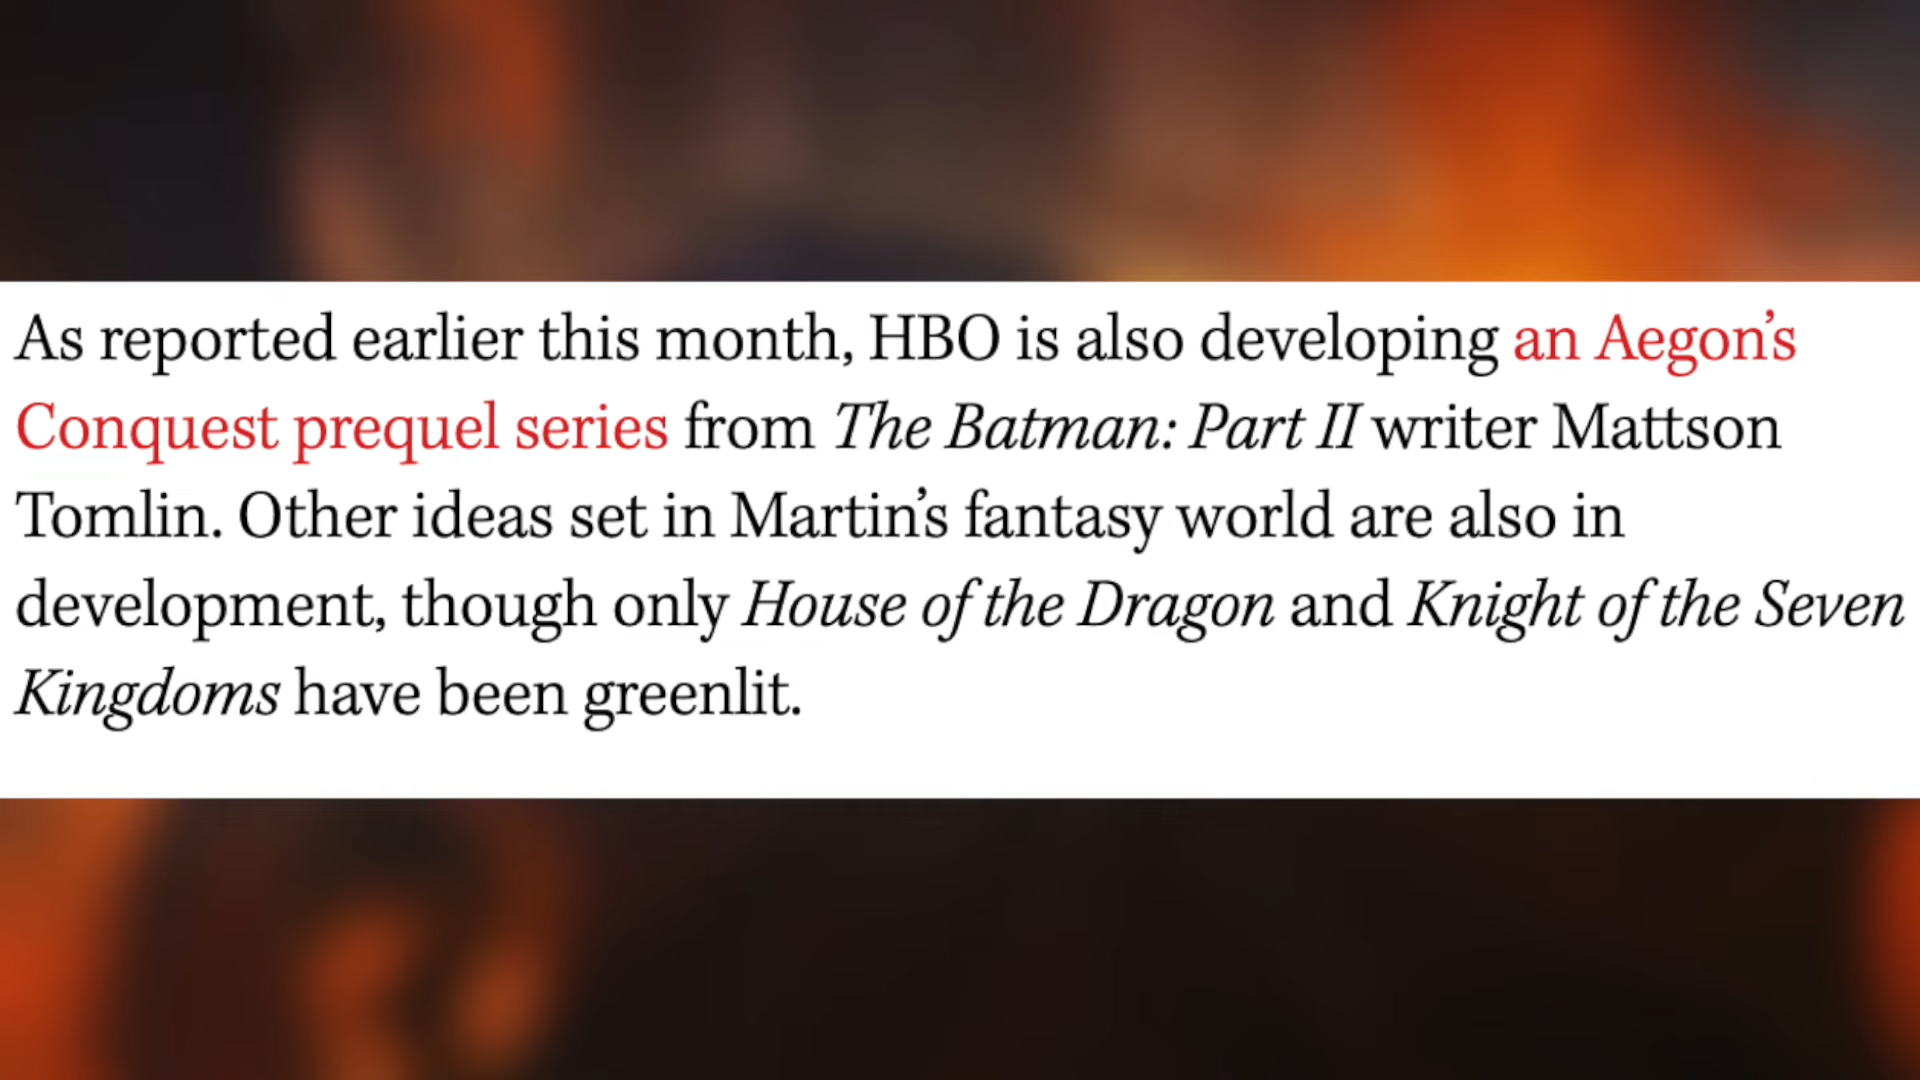 As reported earlier this month, HBO is also developing an Aegon’s
Conquest prequel series from The Batman: Part II writer Mattson
Tomlin. Other ideas set in Martin’s fantasy world are also in
development, though only House of the Dragon and Knight of the Seven
Kingdoms have been greenlit.